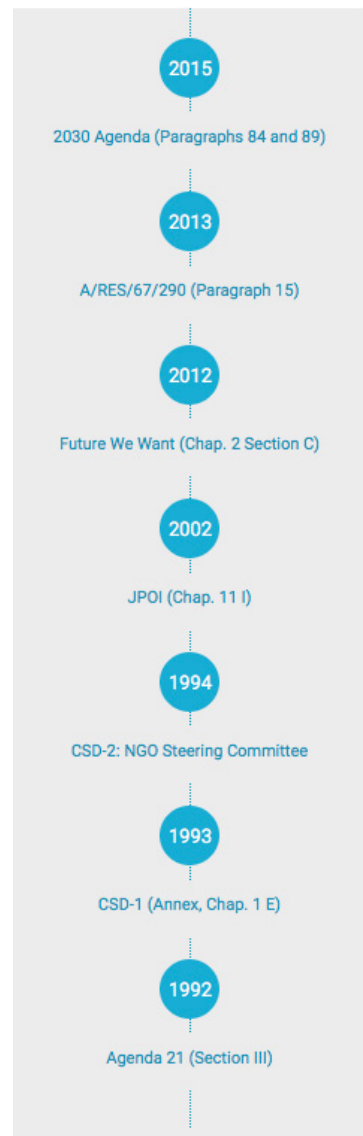 2015
2030 Agenda (Paragraphs 84 and 89)
2013
A/RES/67/290 (Paragraph 15)
2012
Future We Want (Chap. 2 Section C)
2002
JPOI (Chap. 11 I)
1994
CSD-2: NGO Steering Committee
1993
CSD-1 (Annex, Chap. 1 E)
1992
Agenda 21 (Section III)